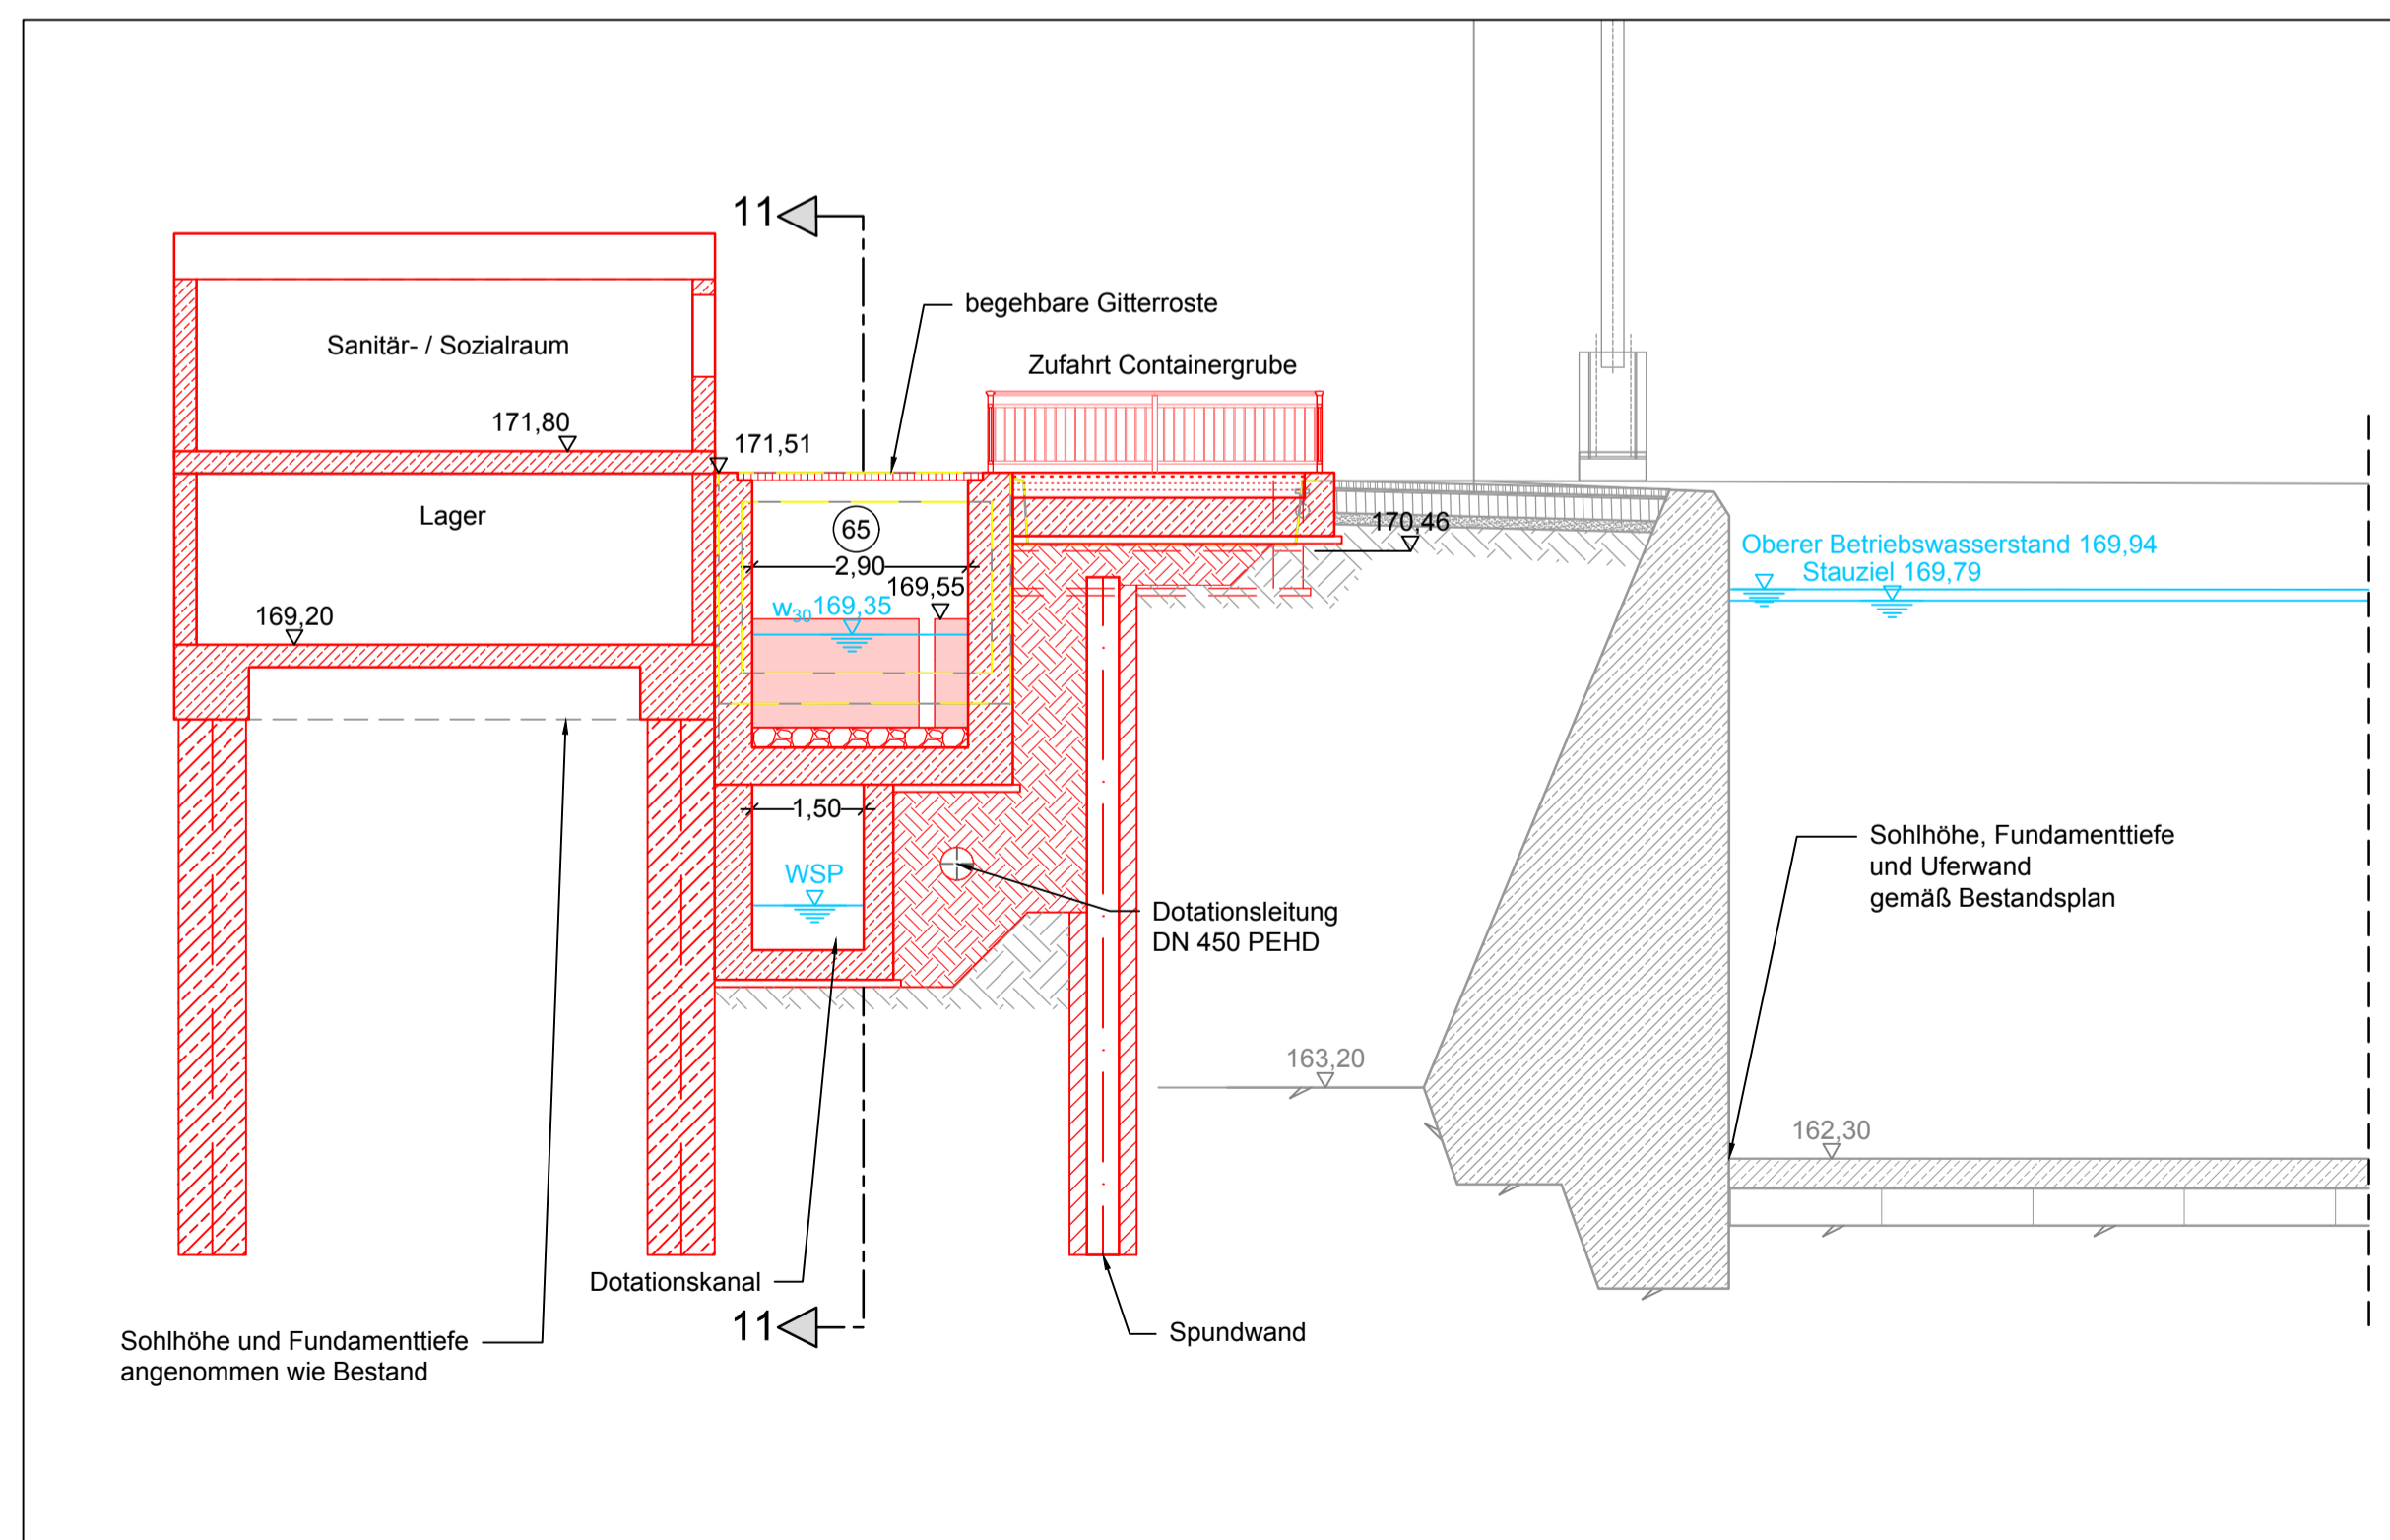 11
begehbare Gitterroste
Sanitär- / Sozialraum
Zufahrt Containergrube
171,80
171,51
Lager
65
170,46
2,90
169,55
Oberer Betriebswasserstand 169,94
Stauziel 169,79
w30 169,35
169,20
1,50
WSP
Sohlhöhe, Fundamenttiefe
und Uferwand
gemäß Bestandsplan
Dotationsleitung
DN 450 PEHD
163,20
162,30
Dotationskanal
11
Spundwand
Sohlhöhe und Fundamenttiefe
angenommen wie Bestand